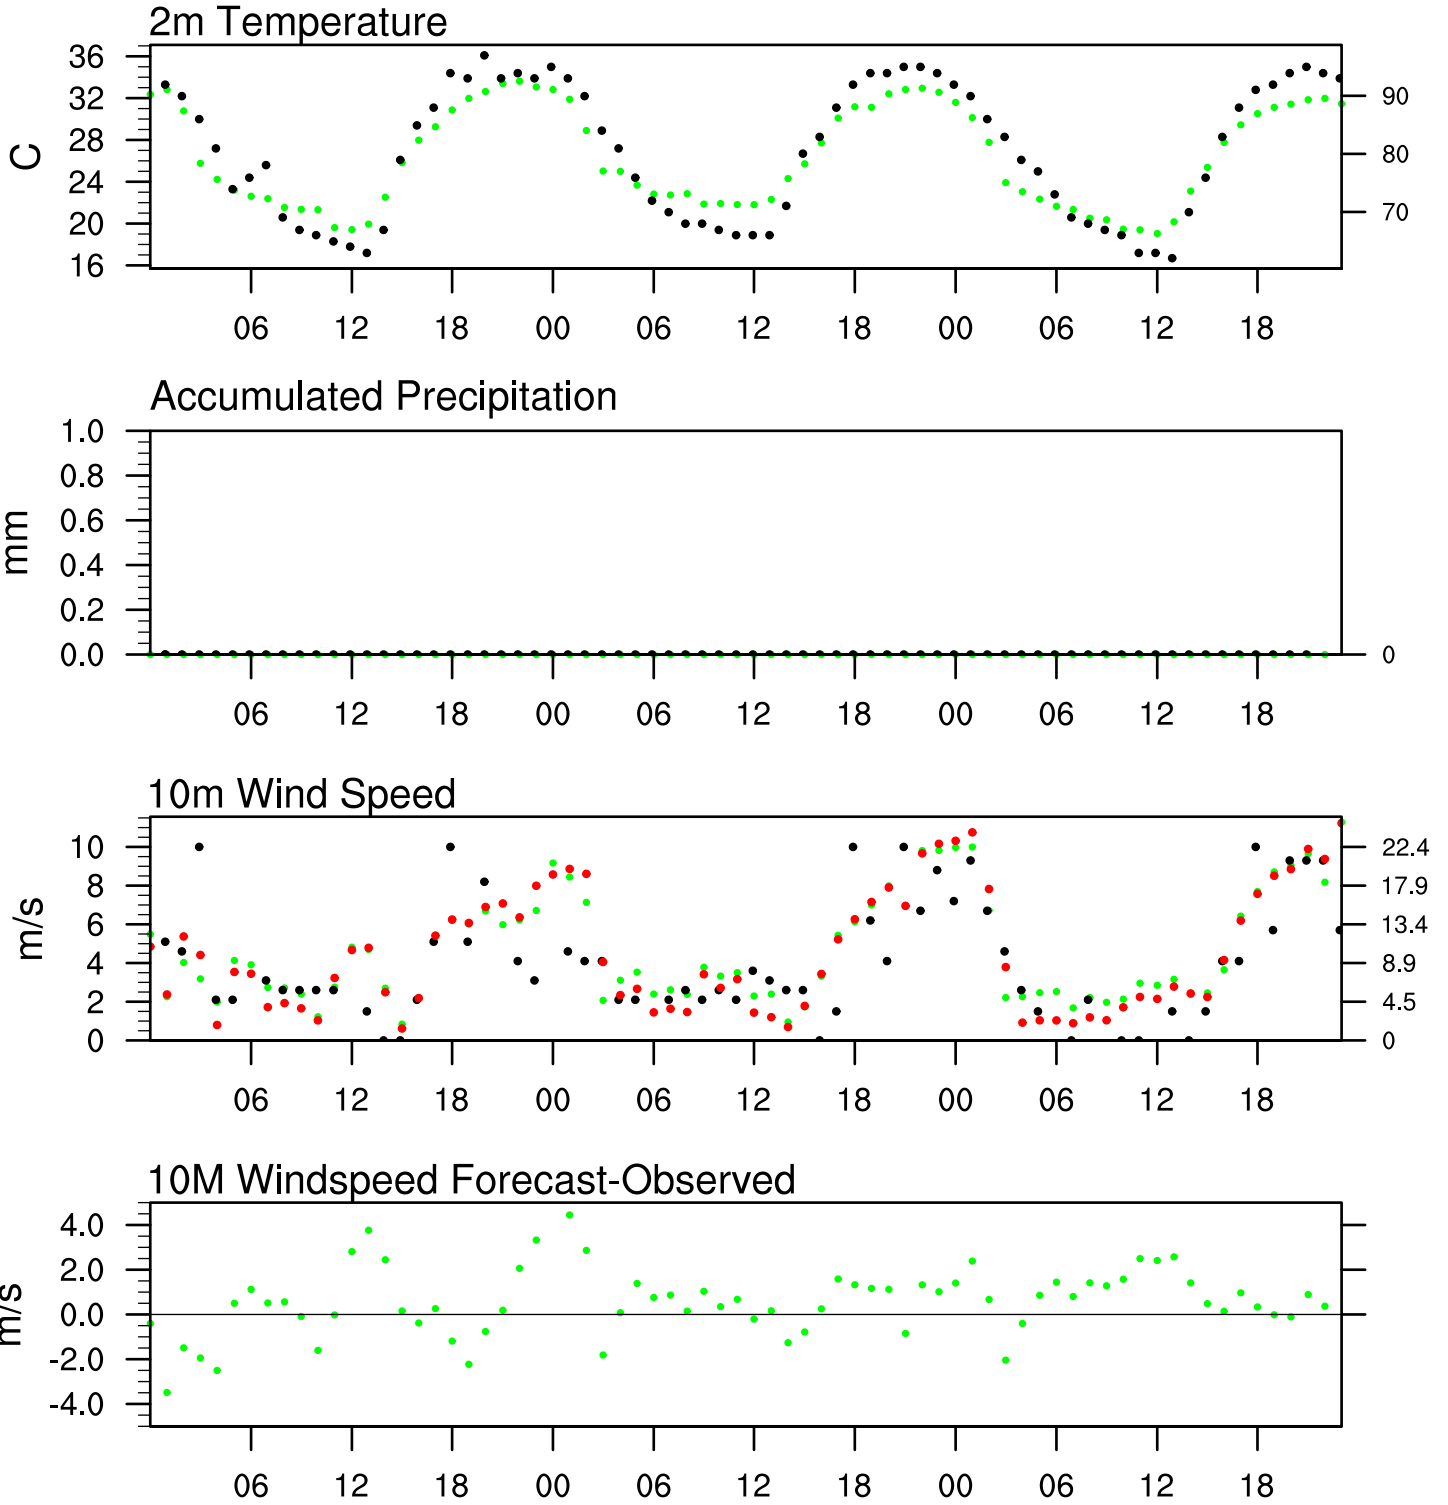 2m Temperature
36
32
28
24
20
16
C
90
80
70
06 12 18 00 06 12 18 00 06 12 18
Accumulated Precipitation
1.0
0.8
0.6
0.4
0.2
0.0
mm
0
06 12 18 00 06 12 18 00 06 12 18
10m Wind Speed
10
8
6
4
2
0
m/s
22.4
17.9
13.4
8.9
4.5
0
06 12 18 00 06 12 18 00 06 12 18
10M Windspeed Forecast-Observed
4.0
2.0
0.0
-2.0
-4.0
m/s
06 12 18 00 06 12 18 00 06 12 18